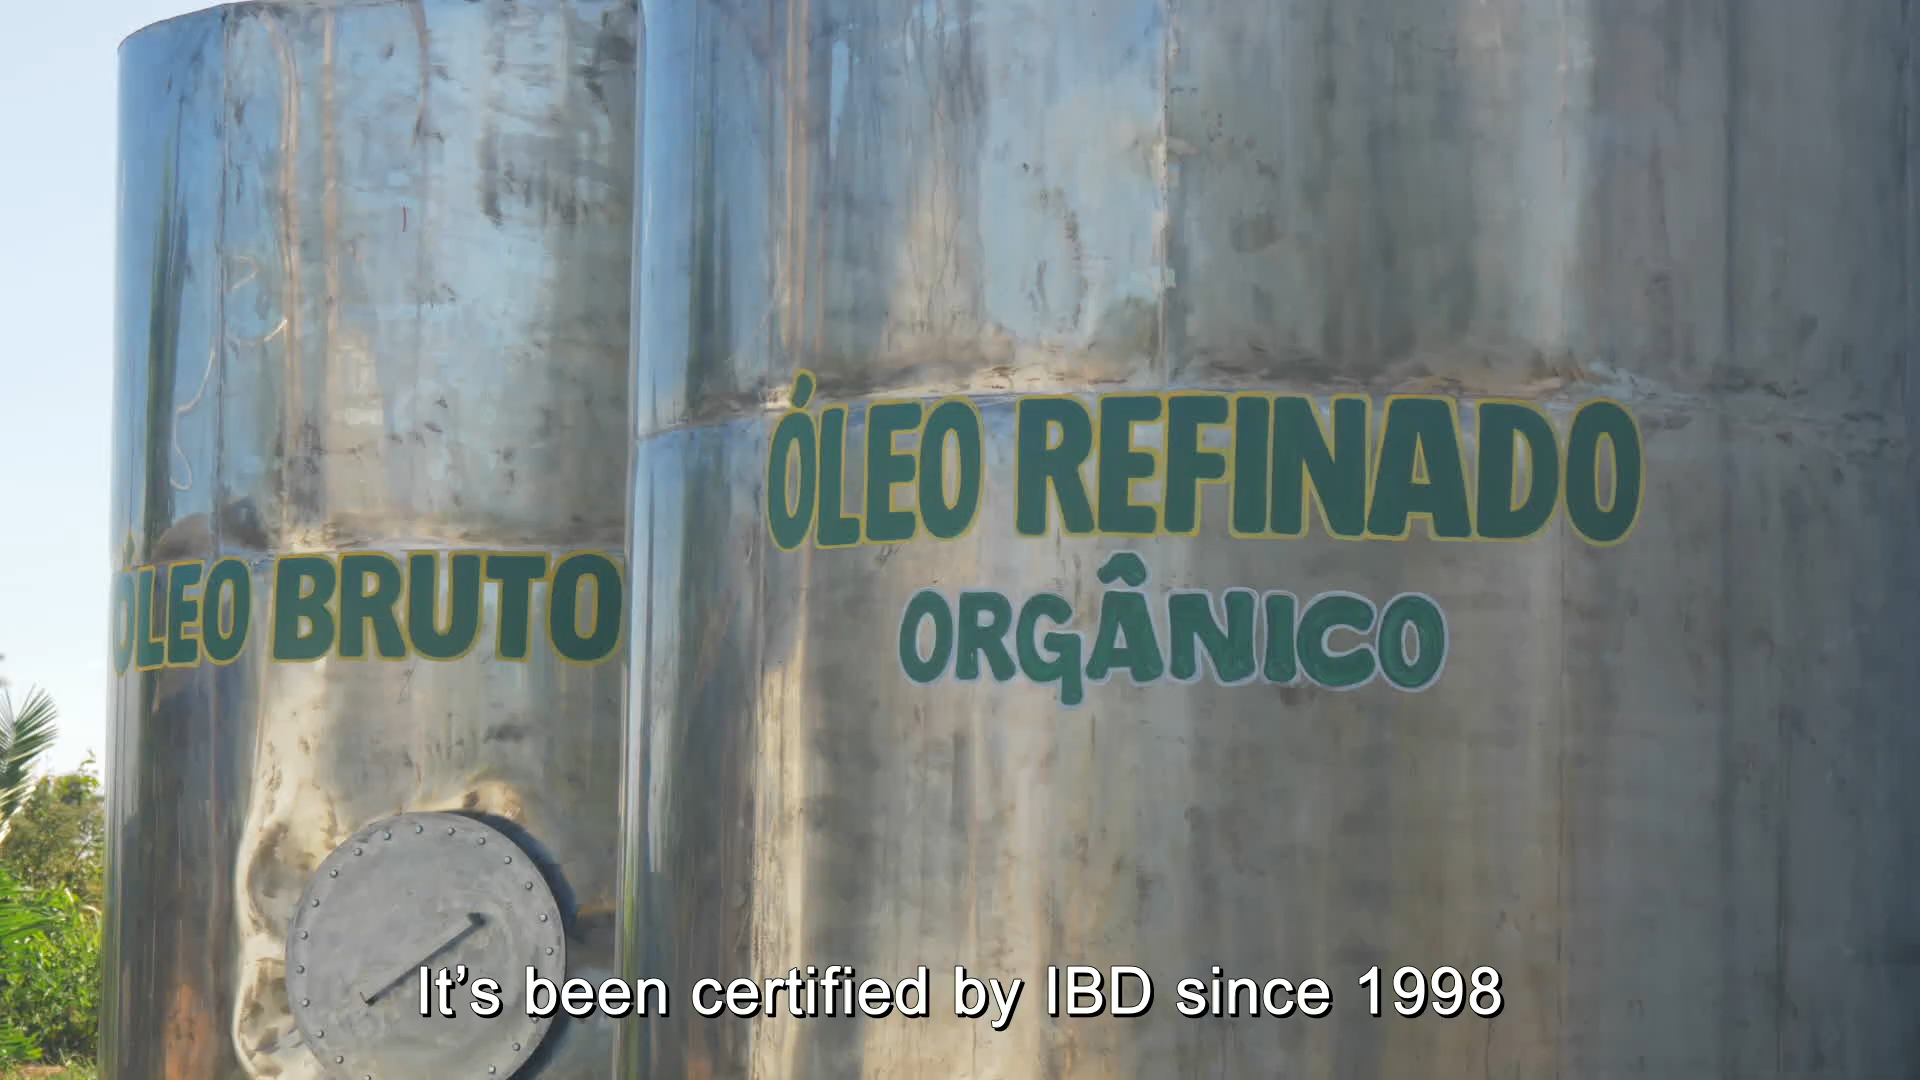 ÓLEO BRUTO
ÓLEO REFINADO
ORGÂNICO
It's been certified by IBD since 1998